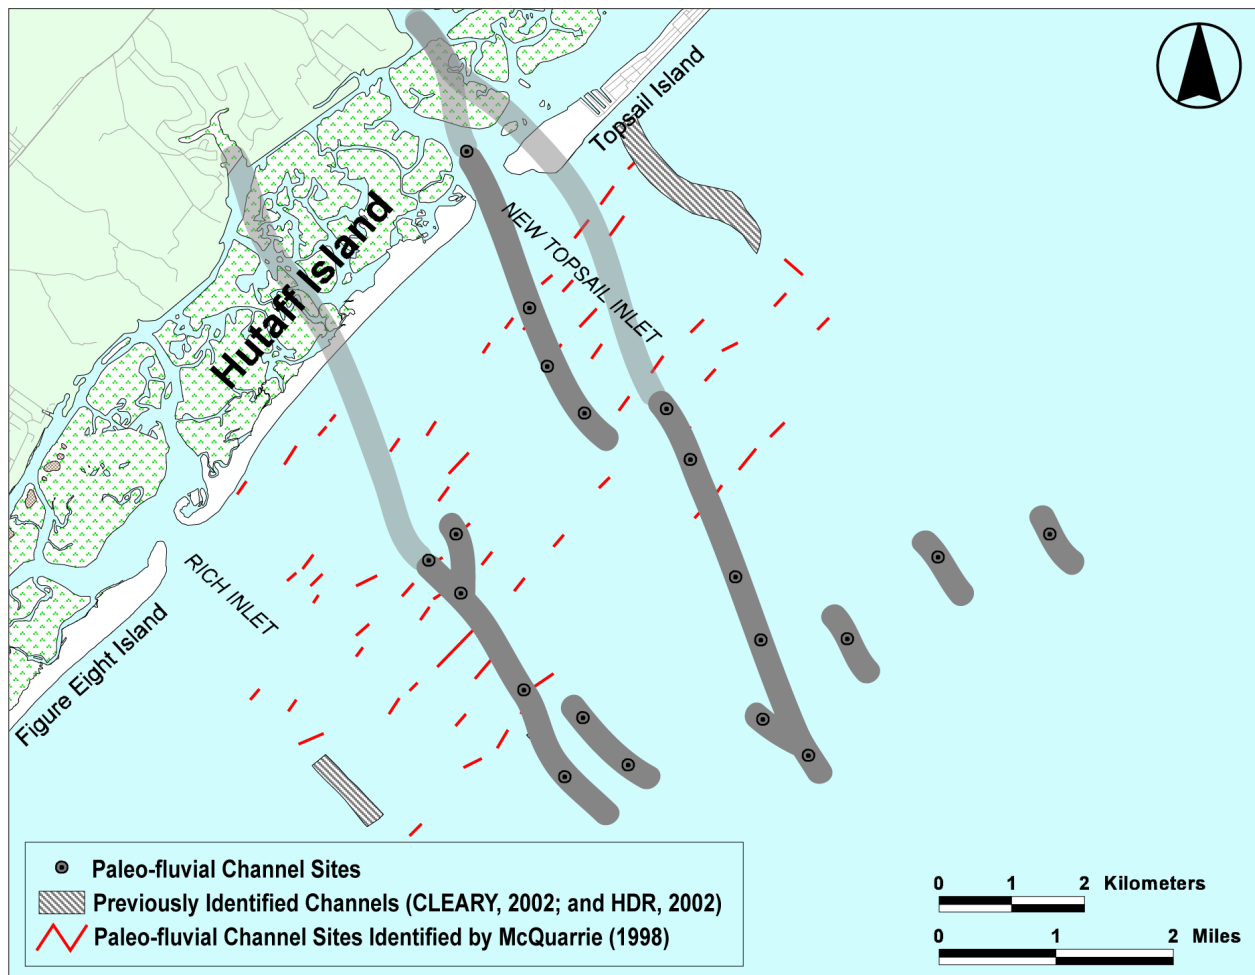 Topsail Island
Hutaff Island
NEW TOPSAIL INLET
RICH INLET
Figure Eight Island
Paleo-fluvial Channel Sites
Previously Identified Channels (CLEARY, 2002; and HDR, 2002)
Paleo-fluvial Channel Sites Identified by McQuarrie (1998)
0 1 2 Kilometers
0 1 2 Miles